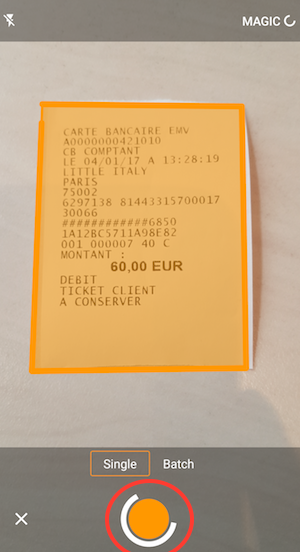 MAGIC
CARTE BANCAIRE EMV
A0000000421010
CB COMPTANT
LE 04/01/17 A 13:28:19
LITTLE ITALY
PARIS
75002
6297138 81443315700017
30066
############6850
1A12BC5711A98E82
001 000007 40 C
MONTANT :
60,00 EUR
DEBIT
TICKET CLIENT
A CONSERVER
Single Batch